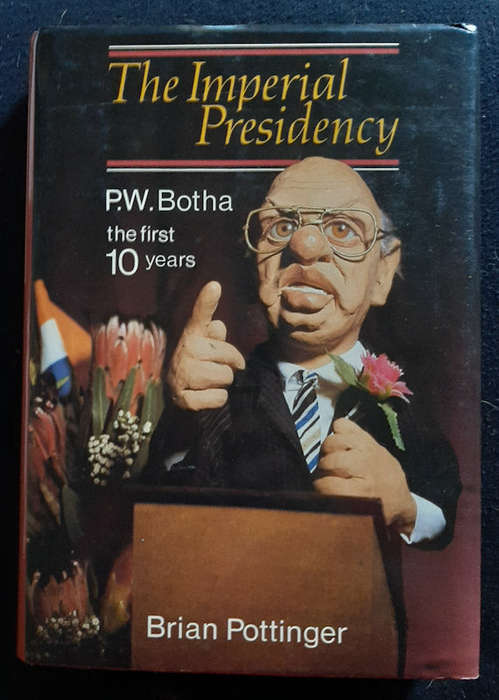 The Imperial
Presidency
P.W. Botha
the first
10 years
Brian Pottinger